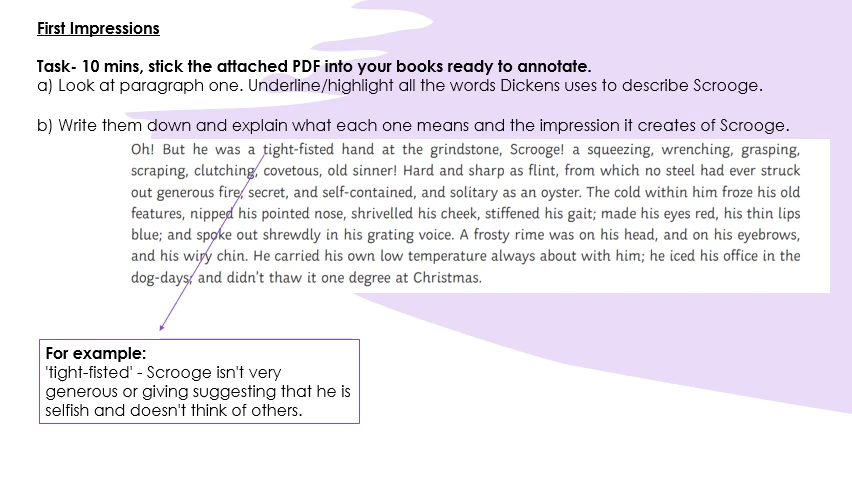 First Impressions
Task- 10 mins, stick the attached PDF into your books ready to annotate.
a) Look at paragraph one. Underline/highlight all the words Dickens uses to describe Scrooge.
b) Write them down and explain what each one means and the impression it creates of Scrooge.
Oh! But he was a tight-fisted hand at the grindstone, Scrooge! a squeezing, wrenching, grasping,
scraping, clutching, covetous, old sinner! Hard and sharp as flint, from which no steel had ever struck
out generous fire; secret, and self-contained, and solitary as an oyster. The cold within him froze his old
features, nipped his pointed nose, shrivelled his cheek, stiffened his gait; made his eyes red, his thin lips
blue; and spoke out shrewdly in his grating voice. A frosty rime was on his head, and on his eyebrows,
and his wiry chin. He carried his own low temperature always about with him; he iced his office in the
dog-days; and didn't thaw it one degree at Christmas.
For example:
'tight-fisted' - Scrooge isn't very
generous or giving suggesting that he is
selfish and doesn't think of others.